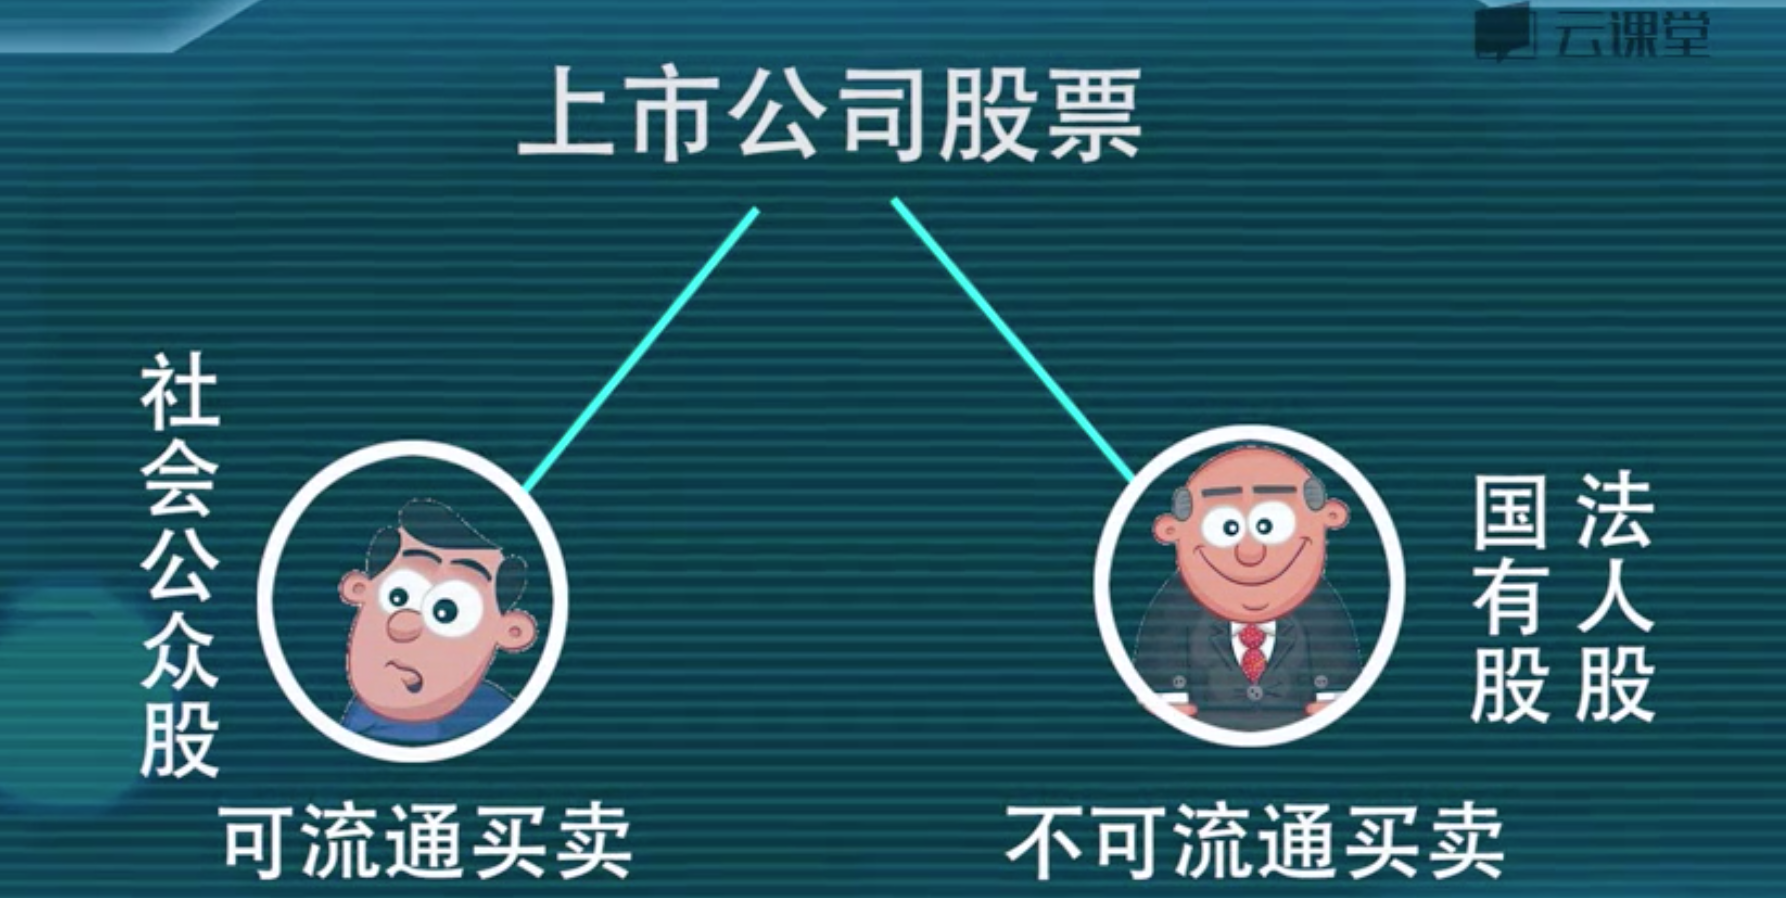 云课堂
上市公司股票
社会公众股
国有股
法人股
可流通买卖
不可流通买卖